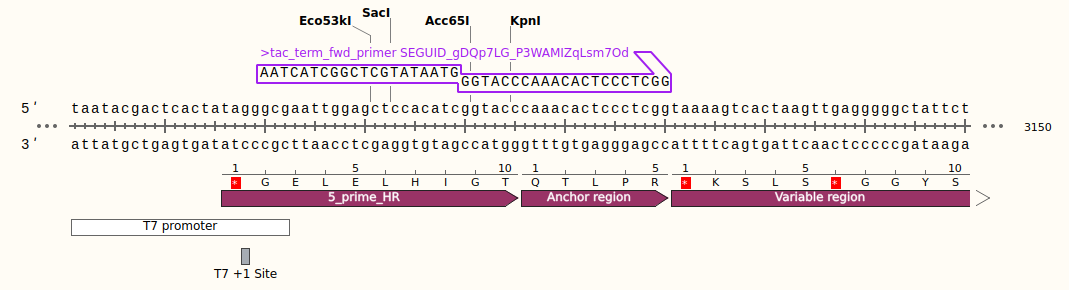 SacI
Eco53kI
Acc65I
KpnI
>tac_term_fwd_primer SEGUID_gDQp7LG_P3WAMIZqLsm7Od
AATCATCGGCTCGTATAATG
GGTACCCAAACACTCCCTCGG
5 ' taatacgactcactatagggcgaattggagctccacatcggtacccaaacactccctcggtaaaagtcactaagttgagggggctattct
3150
3 ' attatgctgagtgatatcccgcttaacctcgaggtgtagccatgggtttgtgagggagccattttcagtgattcaactcccccgataaga
1 5 10 1 5 1 5 10
* G E L E L H I G T Q T L P R * K S L S * G G Y S
5_prime_HR Anchor region Variable region
T7 promoter
T7 +1 Site